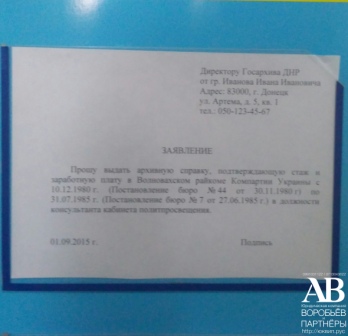 Директору Госархива ДНР
от гр. Иванова Ивана Ивановича
Адрес: 83000, г. Донецк
ул. Артема, д. 5, кв. 1
тел.: 050-123-45-67
ЗАЯВЛЕНИЕ
Прошу выдать архивную справку, подтверждающую стаж и
заработную плату в Волновахском райкоме Компартии Украины с
10.12.1980 г. (Постановление бюро №44 от 30.11.1980 г.) по
31.07.1985 г. (Постановление бюро № 7 от 27.06.1985 г.) в должности
консультанта кабинета политпросвещения.
01.09.2015 г. Подпись
АВ
ВОРОБЬЁВ
ПАРТНЁРЫ